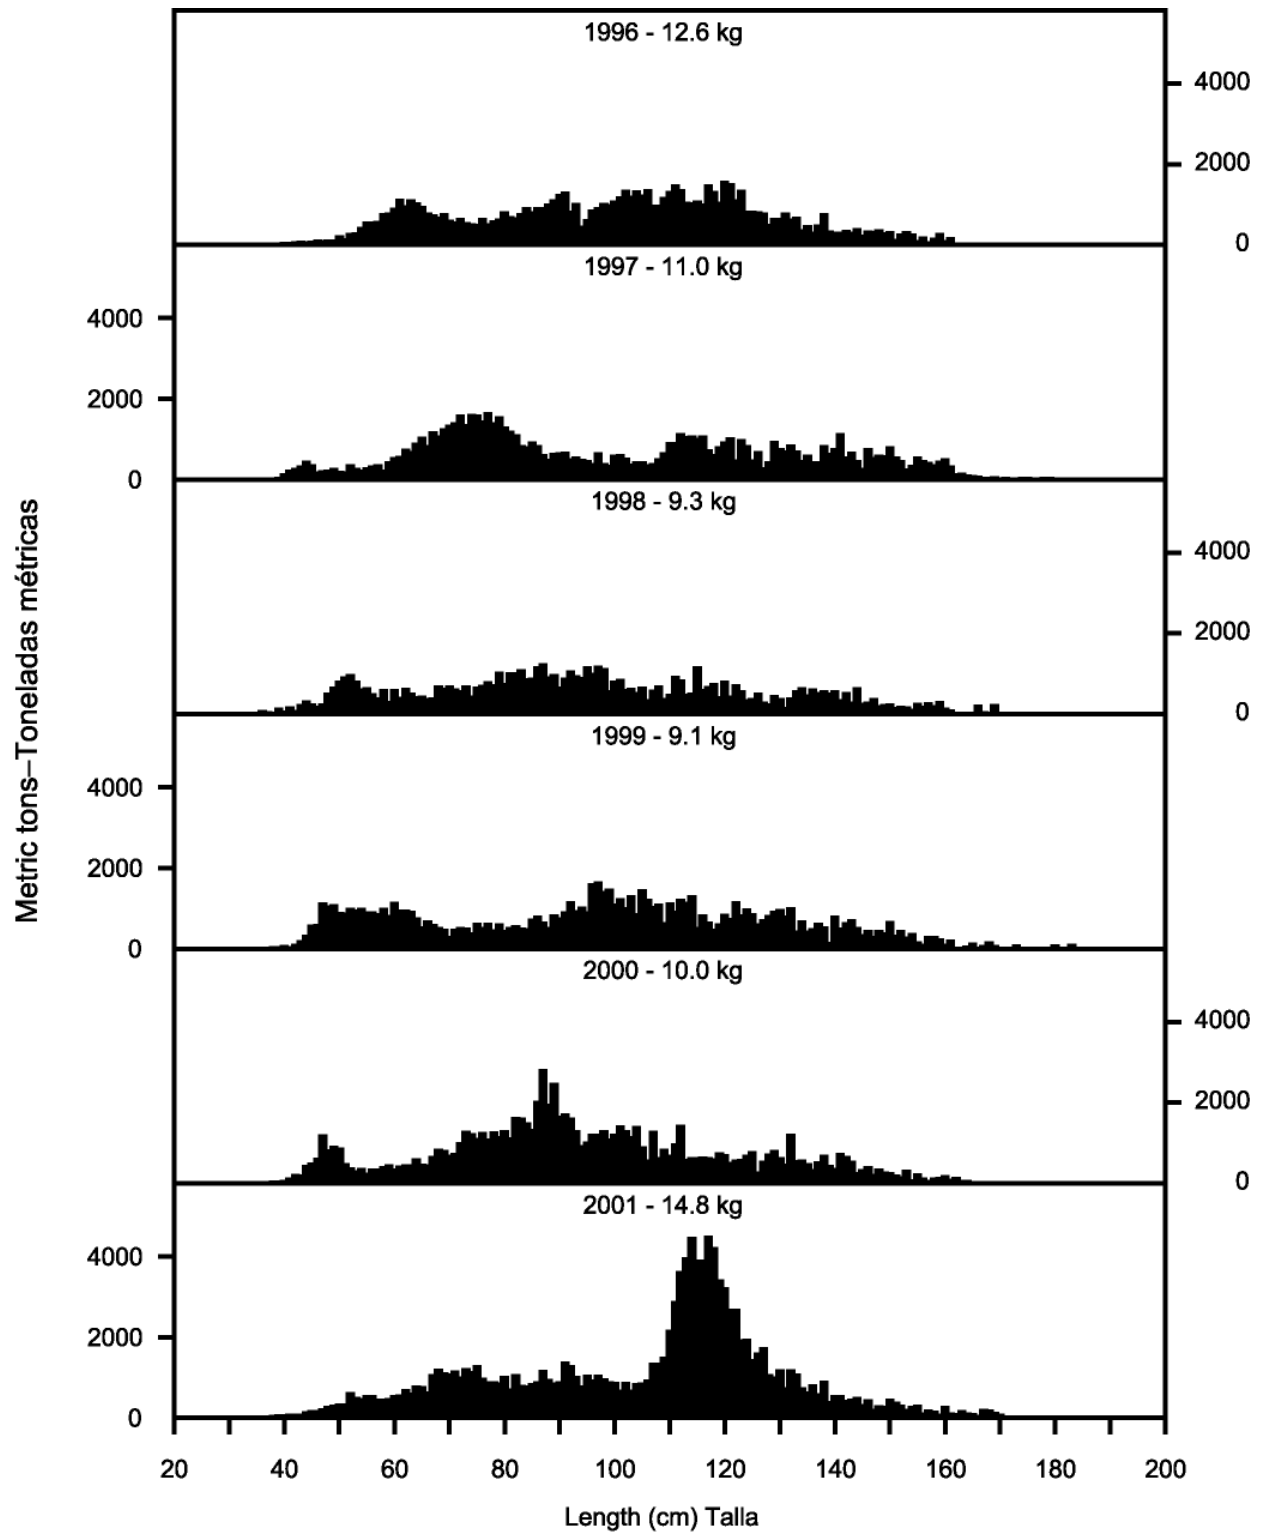 1996 - 12.6 kg
4000
2000
0
1997 - 11.0 kg
4000
2000
0
1998 - 9.3 kg
4000
2000
0
1999 - 9.1 kg
4000
2000
0
2000 - 10.0 kg
4000
2000
0
2001 - 14.8 kg
4000
2000
0
Metric tons–Toneladas métricas
20 40 60 80 100 120 140 160 180 200
Length (cm) Talla